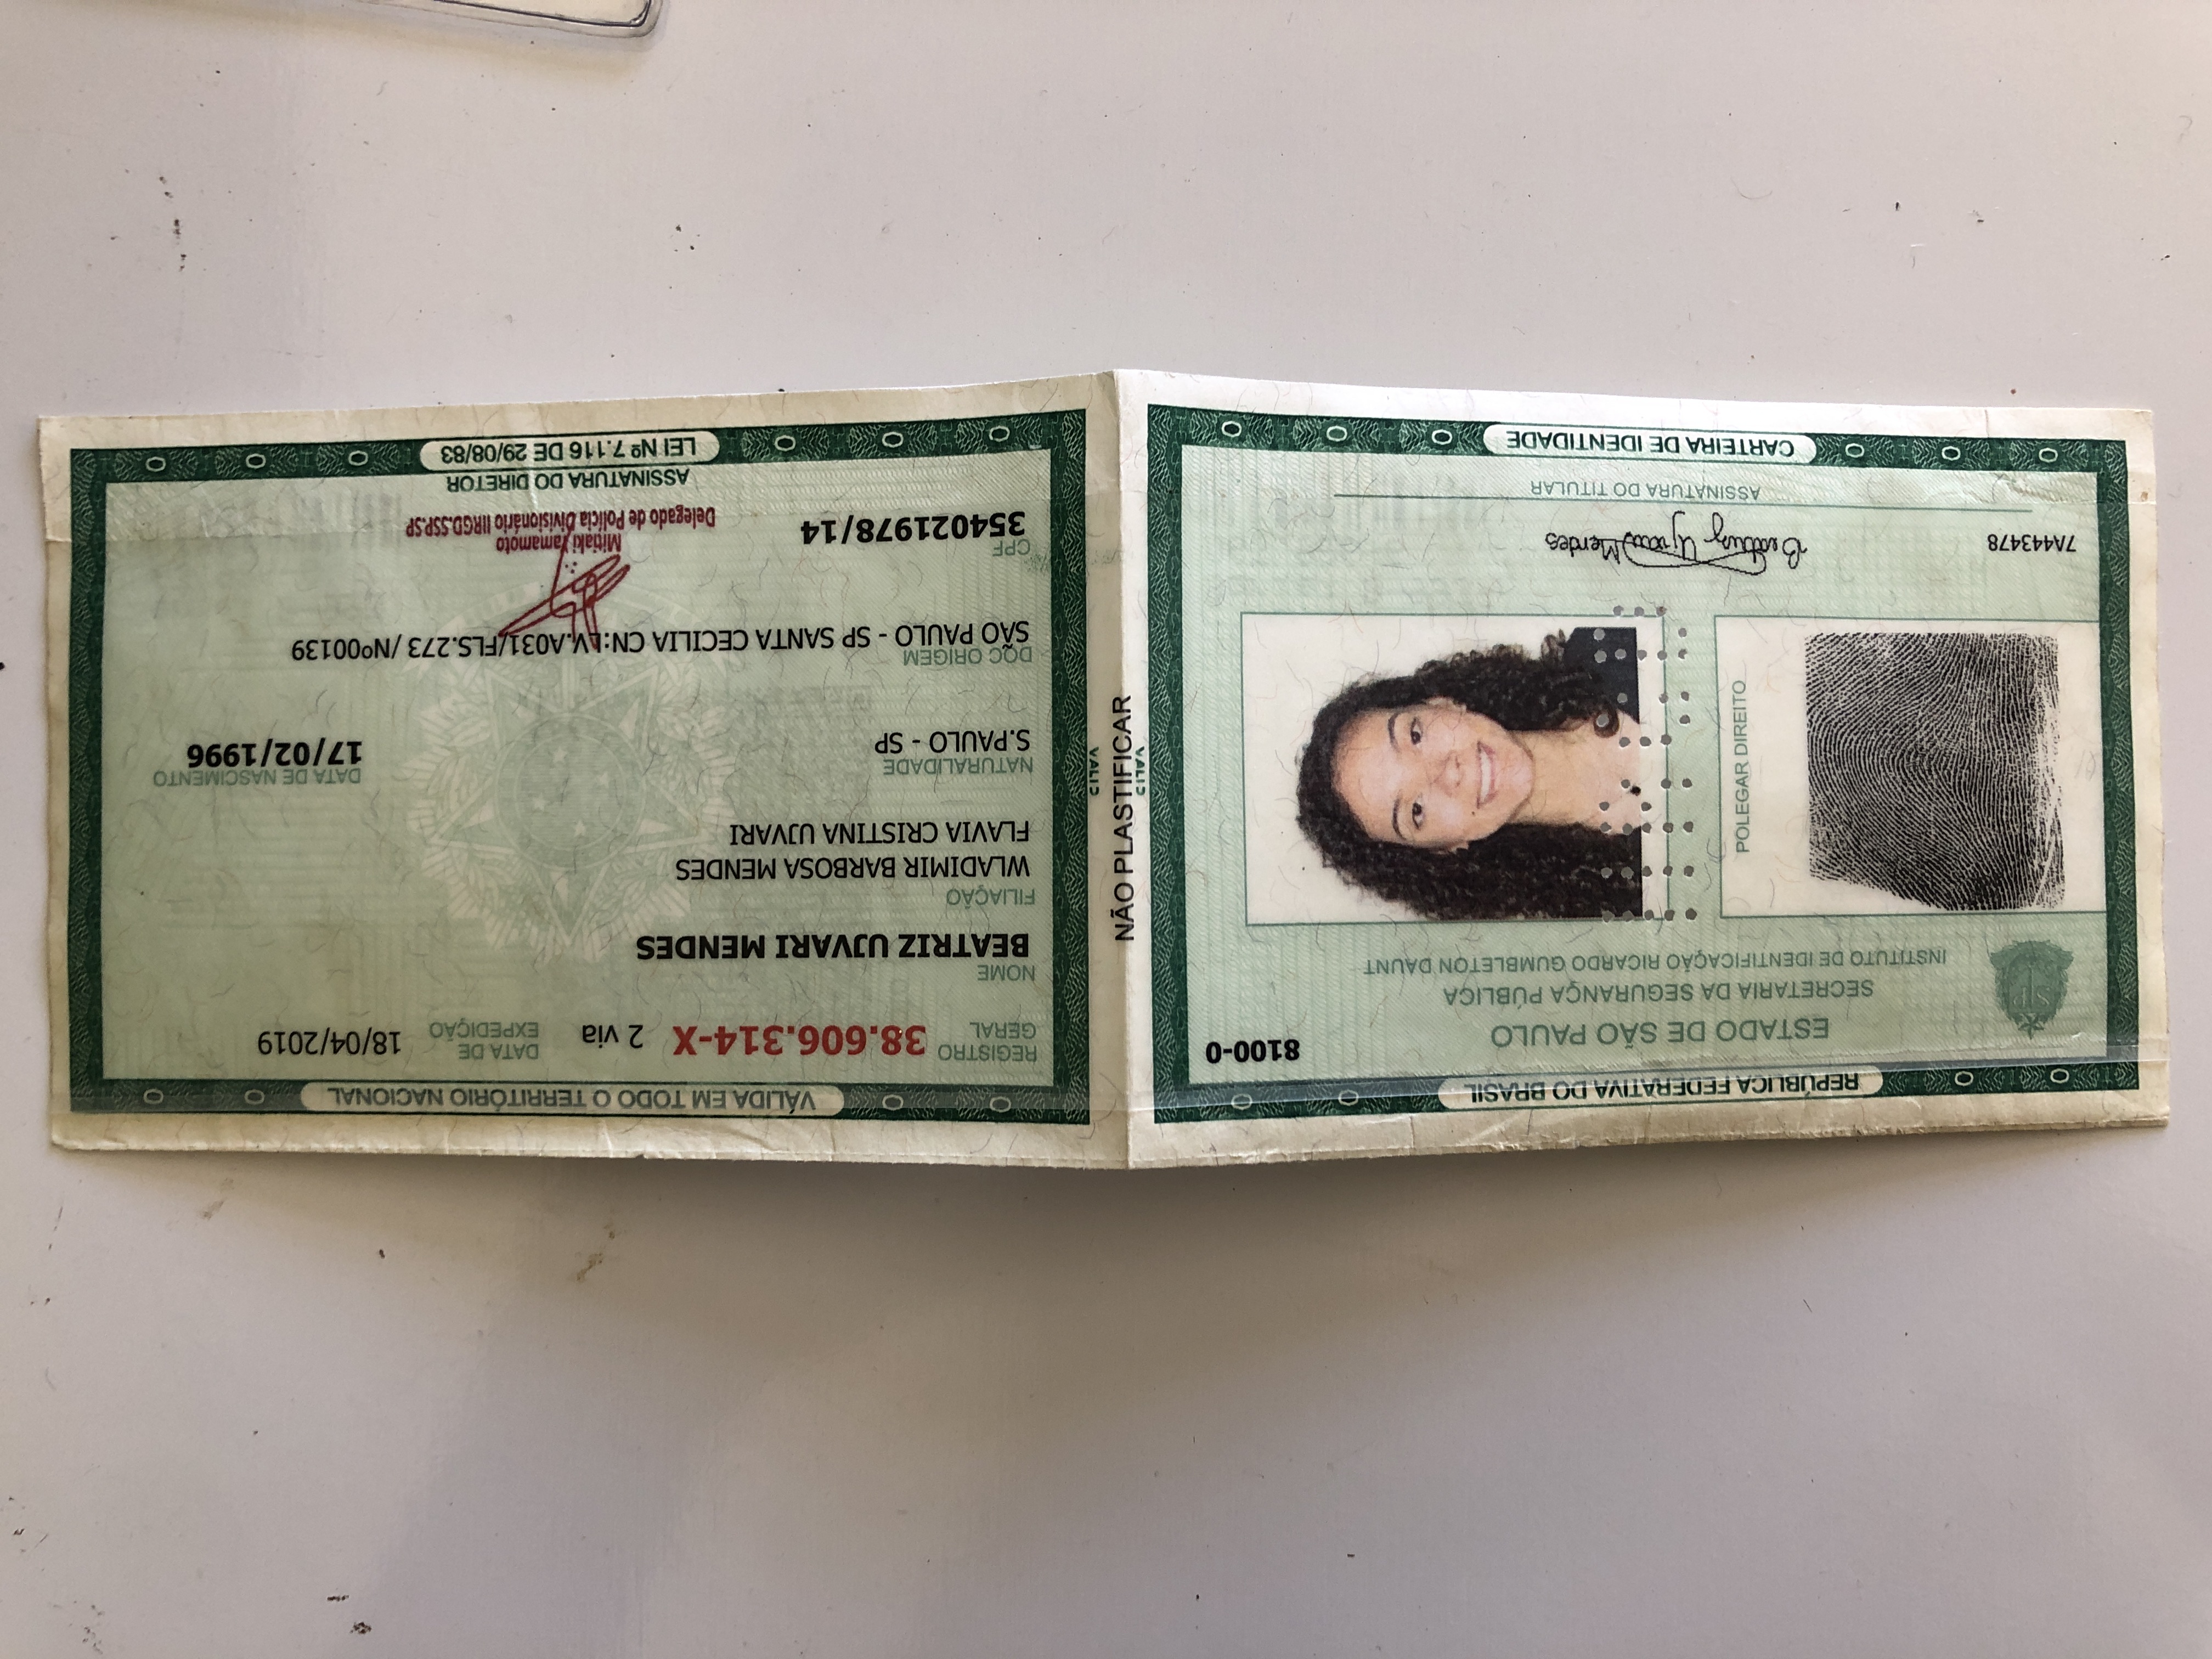 REPÚBLICA FEDERATIVA DO BRASIL
ESTADO DE SÃO PAULO
SECRETARIA DA SEGURANÇA PÚBLICA
INSTITUTO DE IDENTIFICAÇÃO RICARDO GUMBLETON DAUNT
8100-0
POLEGAR DIREITO
7A443478
Beatriz Ujvari Mendes
ASSINATURA DO TITULAR
CARTEIRA DE IDENTIDADE
NÃO PLASTIFICAR
VÁLIDA EM TODO O TERRITÓRIO NACIONAL
REGISTRO GERAL 38.606.314-X 2 via DATA DE EXPEDIÇÃO 18/04/2019
NOME
BEATRIZ UJVARI MENDES
FILIAÇÃO
WLADIMIR BARBOSA MENDES
FLAVIA CRISTINA UJVARI
NATURALIDADE
S.PAULO - SP
DATA DE NASCIMENTO
17/02/1996
DOC ORIGEM
SÃO PAULO - SP SANTA CECILIA CN:LV.A031/FLS.273 /Nº00139
CPF
354021978/14
Mitiaki Yamamoto
Delegado de Polícia Divisionário IIRGD.SSP.SP
ASSINATURA DO DIRETOR
LEI Nº 7.116 DE 29/08/83